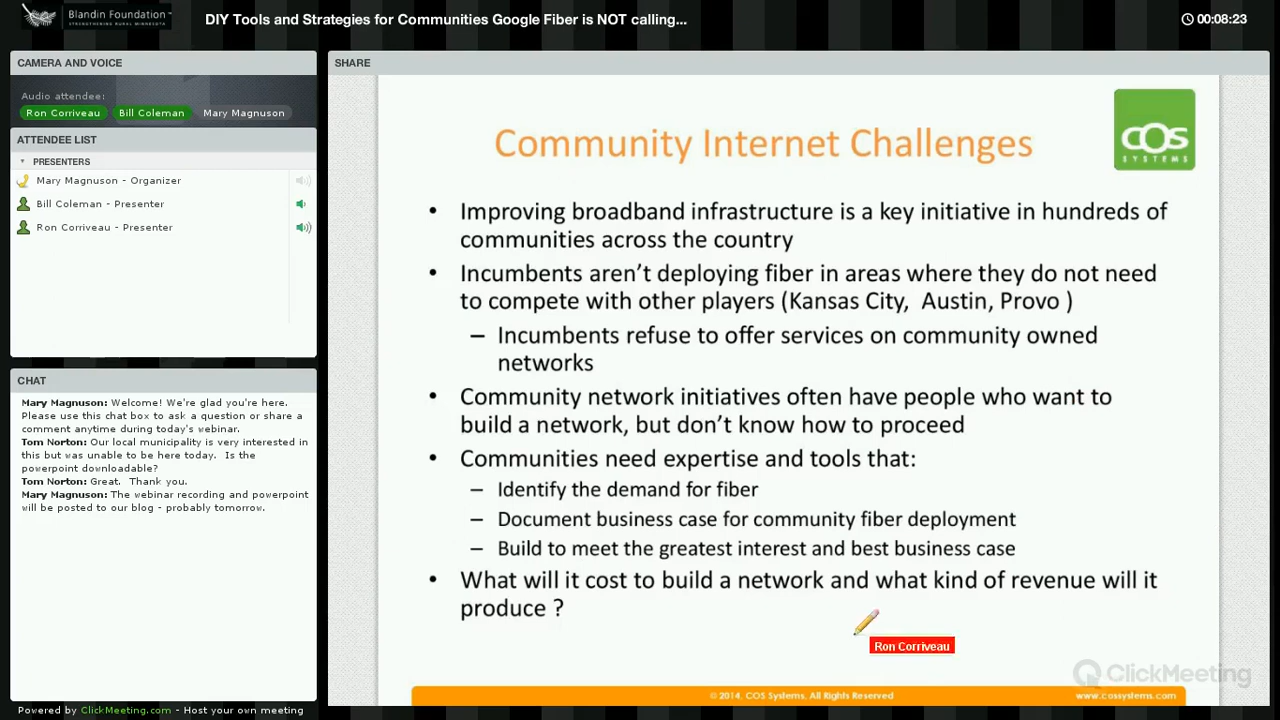 Blandin Foundation™
STRENGTHENING RURAL MINNESOTA
DIY Tools and Strategies for Communities Google Fiber is NOT calling...
00:08:23
CAMERA AND VOICE
Audio attendee:
Ron Corriveau Bill Coleman Mary Magnuson
ATTENDEE LIST
PRESENTERS
Mary Magnuson - Organizer
Bill Coleman - Presenter
Ron Corriveau - Presenter
CHAT
Mary Magnuson: Welcome! We're glad you're here.
Please use this chat box to ask a question or share a
comment anytime during today's webinar.
Tom Norton: Our local municipality is very interested in
this but was unable to be here today. Is the
powerpoint downloadable?
Tom Norton: Great. Thank you.
Mary Magnuson: The webinar recording and powerpoint
will be posted to our blog - probably tomorrow.
Powered by ClickMeeting.com - Host your own meeting
SHARE
Community Internet Challenges
COS
SYSTEMS
• Improving broadband infrastructure is a key initiative in hundreds of
communities across the country
• Incumbents aren't deploying fiber in areas where they do not need
to compete with other players (Kansas City, Austin, Provo )
– Incumbents refuse to offer services on community owned
networks
• Community network initiatives often have people who want to
build a network, but don't know how to proceed
• Communities need expertise and tools that:
– Identify the demand for fiber
– Document business case for community fiber deployment
– Build to meet the greatest interest and best business case
• What will it cost to build a network and what kind of revenue will it
produce ?
Ron Corriveau
ClickMeeting
© 2014, COS Systems, All Rights Reserved
www.cossystems.com